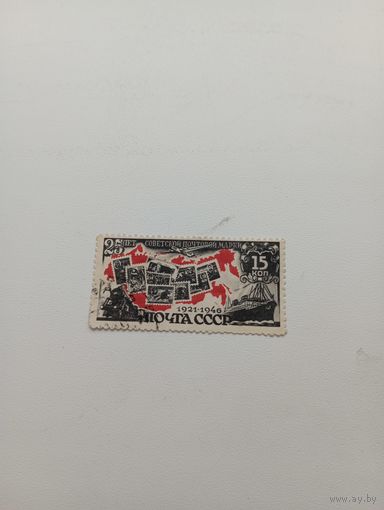 25 ЛЕТ СОВЕТСКОЙ ПОЧТОВОЙ МАРКИ
15
КОП
1921-1946
ПОЧТА СССР
www.ay.by